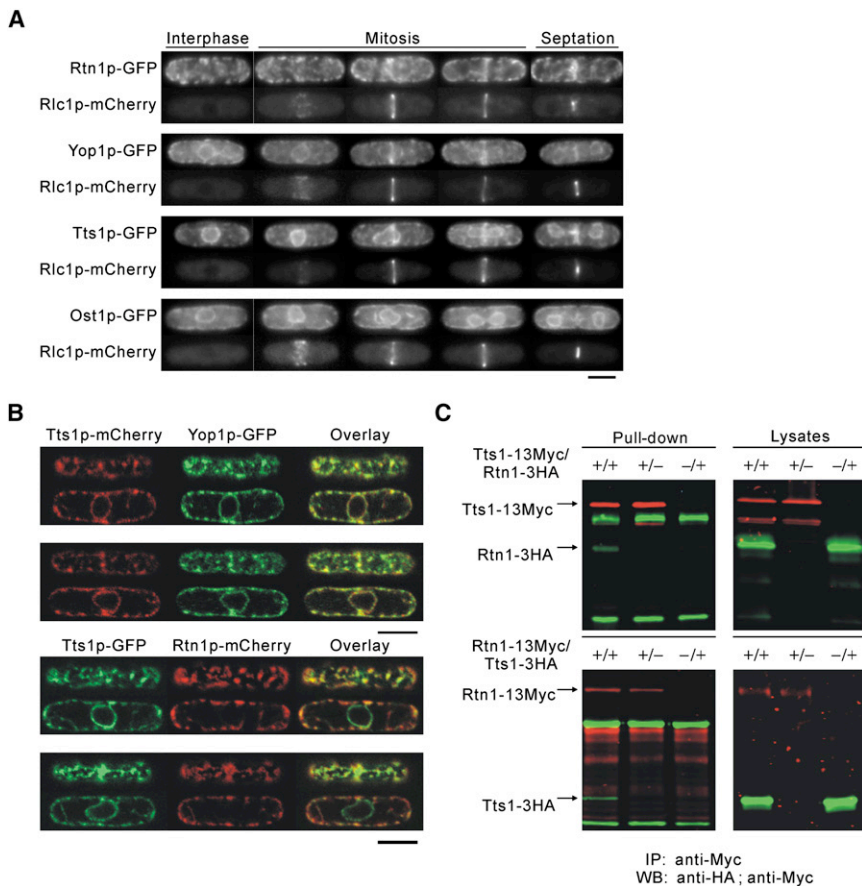 A
Interphase Mitosis Septation
Rtn1p-GFP
Rlc1p-mCherry
Yop1p-GFP
Rlc1p-mCherry
Tts1p-GFP
Rlc1p-mCherry
Ost1p-GFP
Rlc1p-mCherry
B
Tts1p-mCherry Yop1p-GFP Overlay
Tts1p-GFP Rtn1p-mCherry Overlay
C
Pull-down Lysates
Tts1-13Myc/
Rtn1-3HA
+/+ +/− −/+ +/+ +/− −/+
Tts1-13Myc
Rtn1-3HA
Rtn1-13Myc/
Tts1-3HA
+/+ +/− −/+ +/+ +/− −/+
Rtn1-13Myc
Tts1-3HA
IP: anti-Myc
WB: anti-HA ; anti-Myc